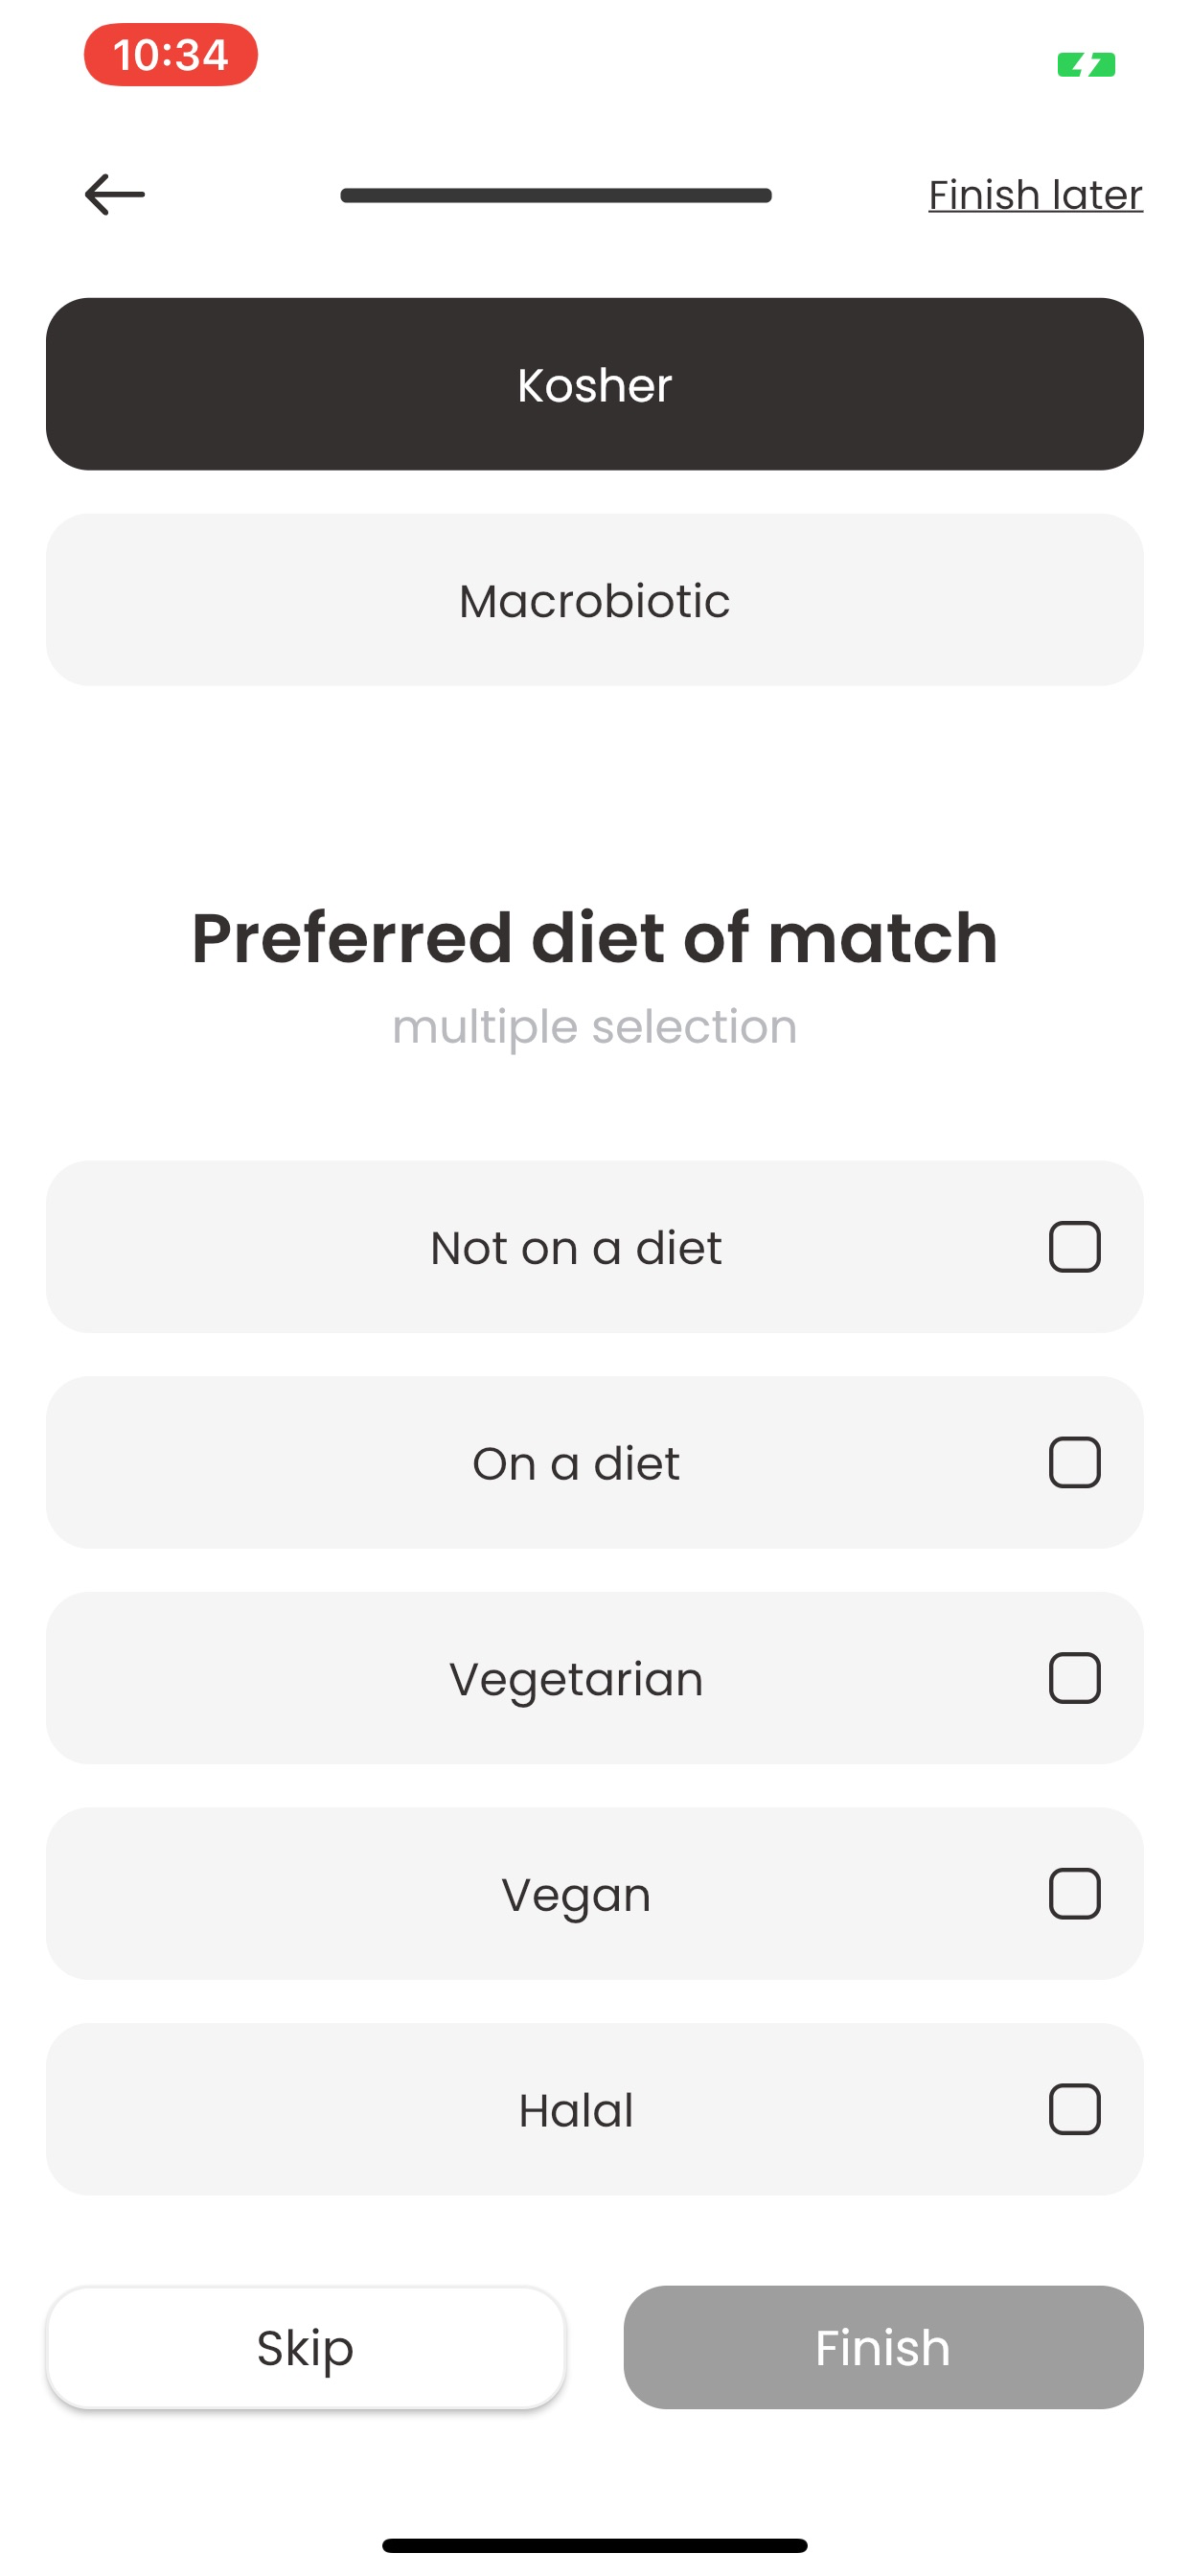 10:34
Finish later
Kosher
Macrobiotic
Preferred diet of match
multiple selection
Not on a diet
On a diet
Vegetarian
Vegan
Halal
Skip
Finish